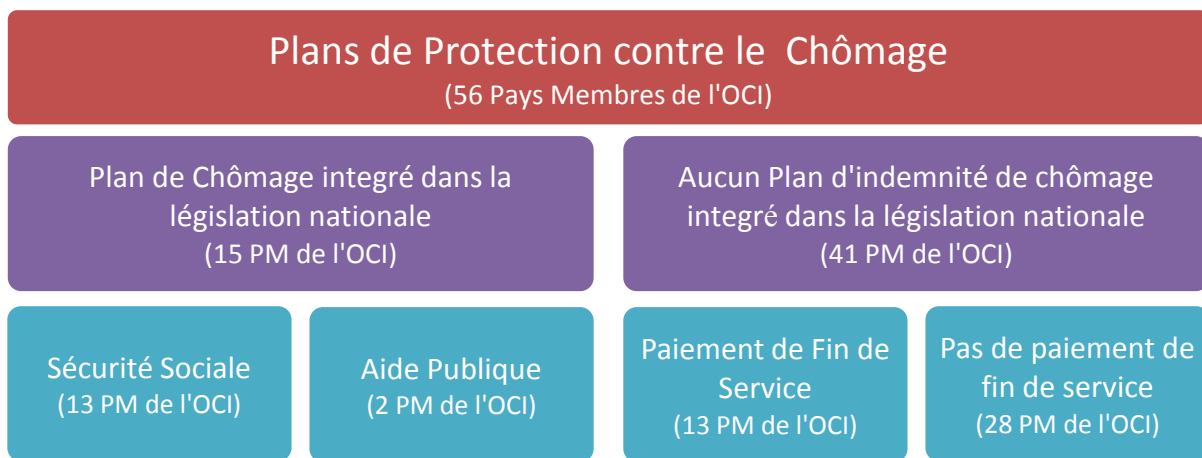 Plans de Protection contre le Chômage
(56 Pays Membres de l'OCI)
Plan de Chômage integré dans la
législation nationale
(15 PM de l'OCI)
Aucun Plan d'indemnité de chômage
integré dans la législation nationale
(41 PM de l'OCI)
Sécurité Sociale
(13 PM de l'OCI)
Aide Publique
(2 PM de l'OCI)
Paiement de Fin de
Service
(13 PM de l'OCI)
Pas de paiement de
fin de service
(28 PM de l'OCI)